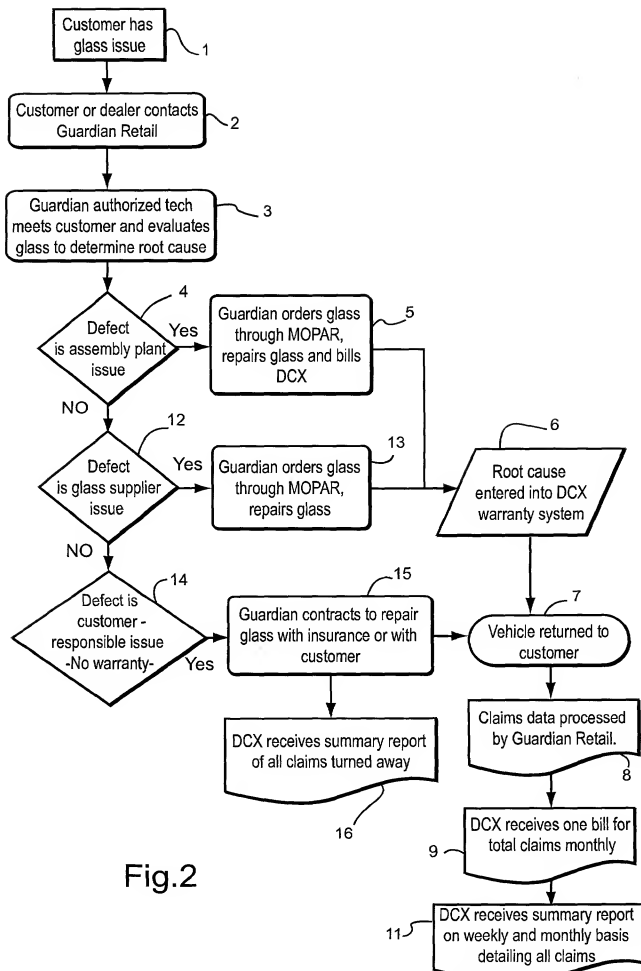 Customer has
glass issue
1
Customer or dealer contacts
Guardian Retail
2
Guardian authorized tech
meets customer and evaluates
glass to determine root cause
3
4
Defect
is assembly plant
issue
Yes
Guardian orders glass
through MOPAR,
repairs glass and bills
DCX
5
NO
12
Defect
is glass supplier
issue
Yes
Guardian orders glass
through MOPAR,
repairs glass
13
6
Root cause
entered into DCX
warranty system
NO
14
Defect is
customer -
responsible issue
-No warranty-
Yes
15
Guardian contracts to repair
glass with insurance or with
customer
7
Vehicle returned to
customer
DCX receives summary report
of all claims turned away
16
Claims data processed
by Guardian Retail.
8
DCX receives one bill for
total claims monthly
9
DCX receives summary report
on weekly and monthly basis
detailing all claims
11
Fig.2